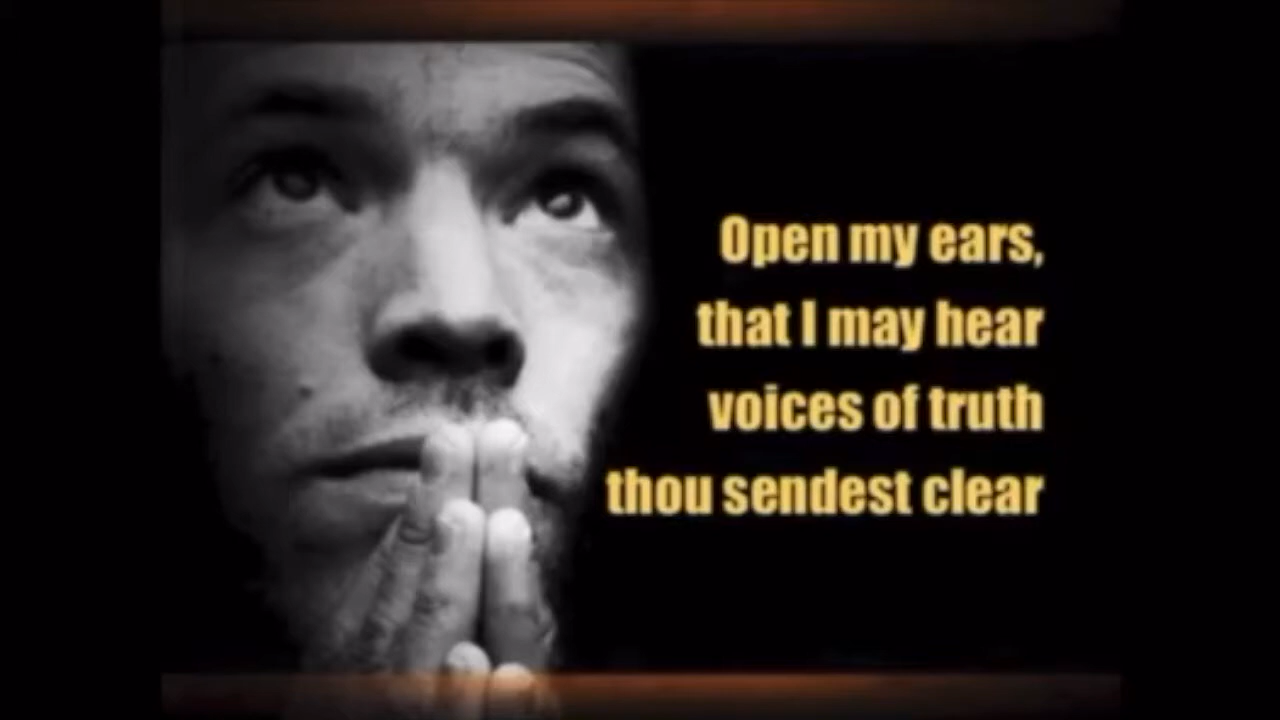 Open my ears,
that I may hear
voices of truth
thou sendest clear